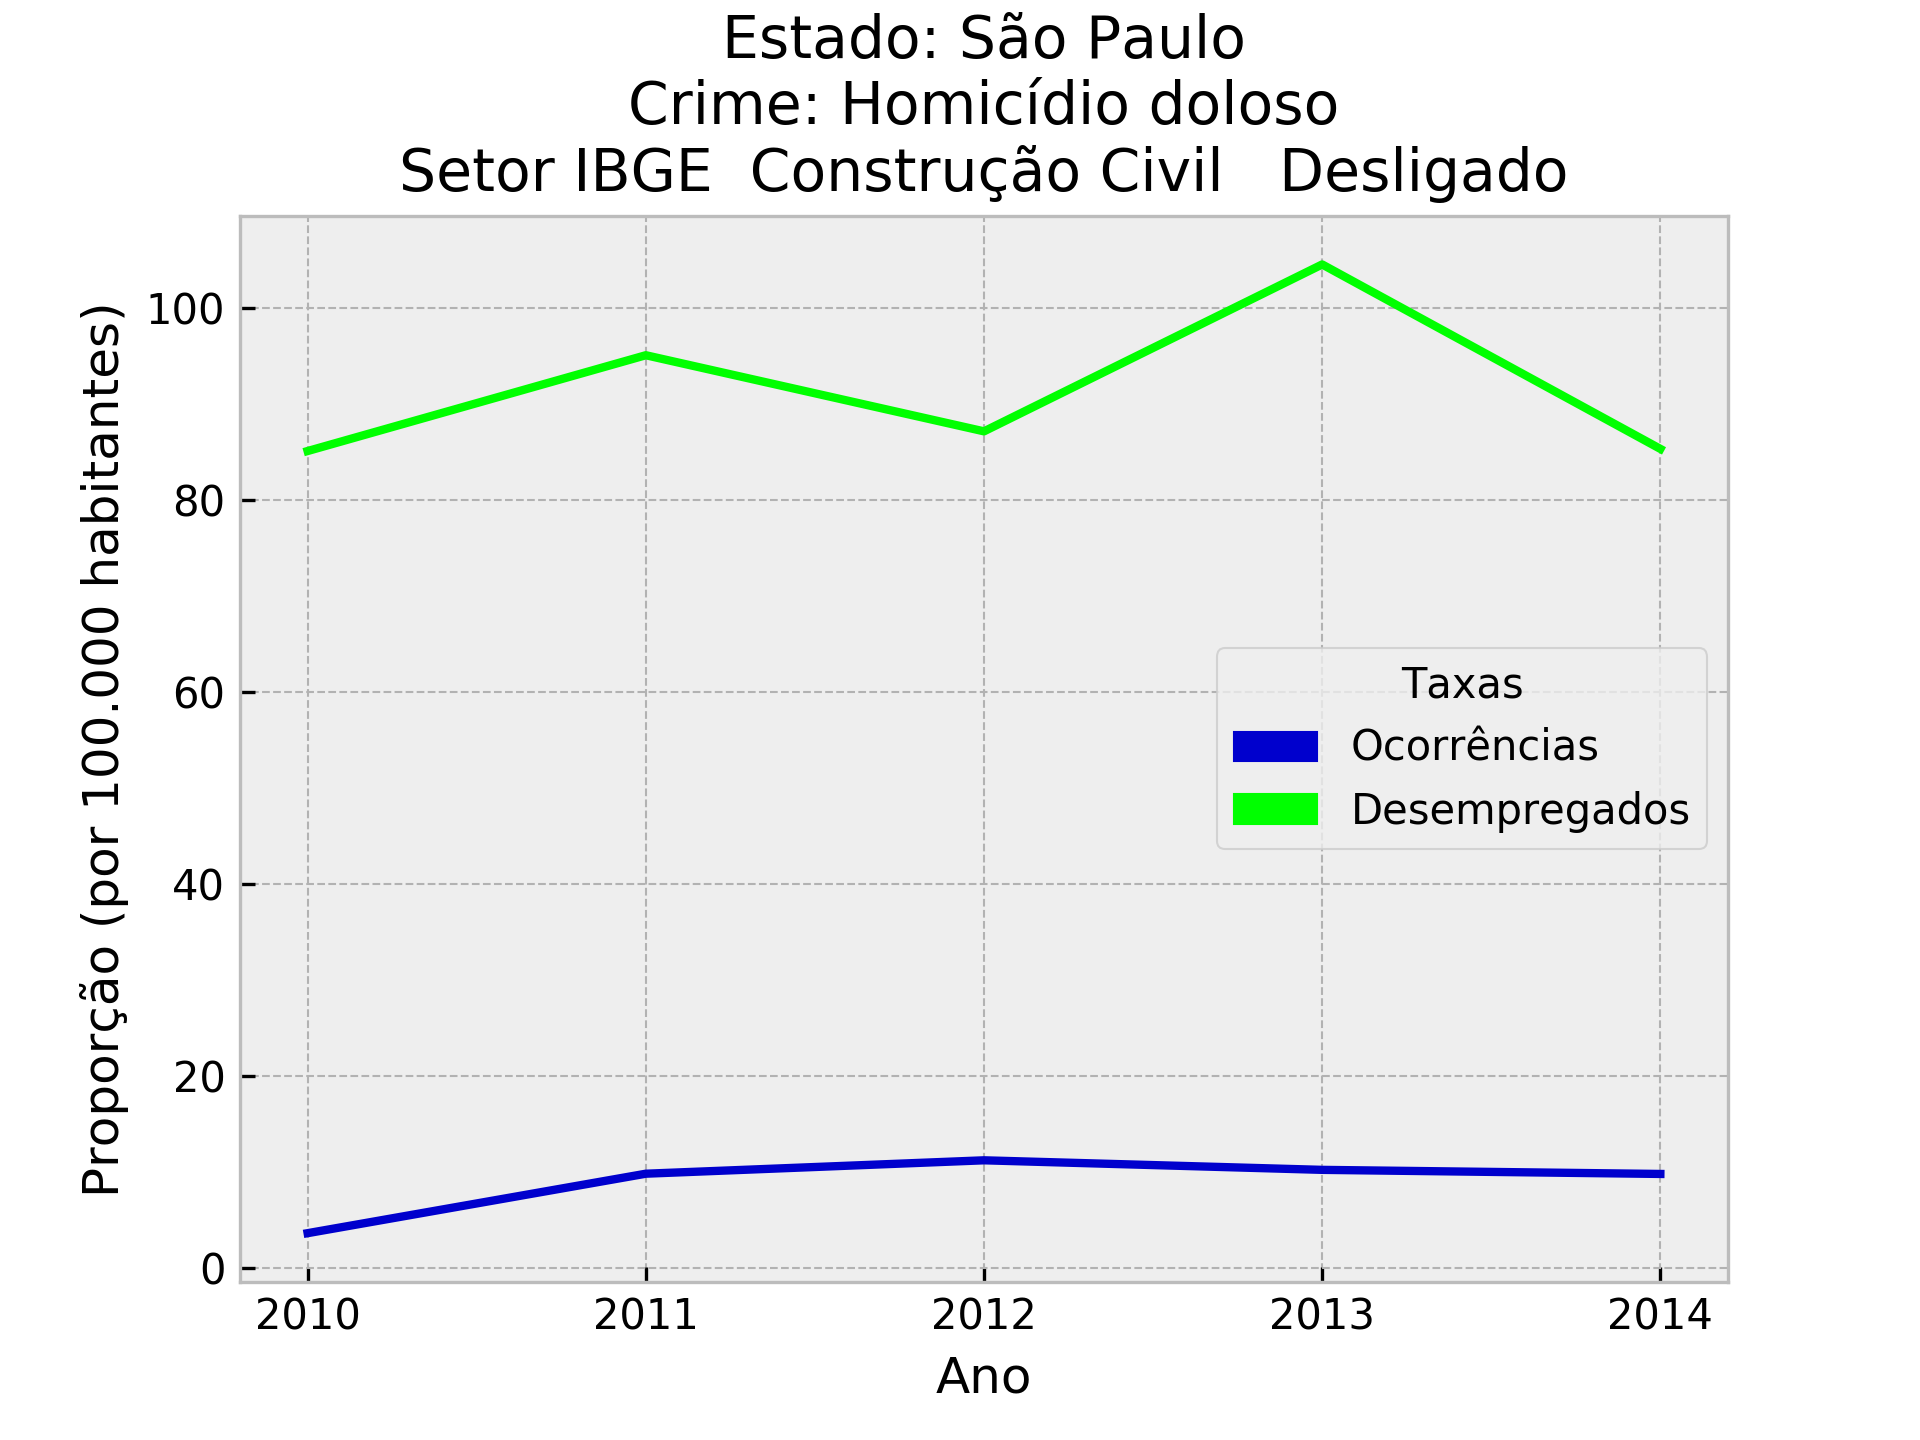 Estado: São Paulo
Crime: Homicídio doloso
Setor IBGE  Construção Civil   Desligado
Proporção (por 100.000 habitantes)
100
80
60
40
20
0
Taxas
Ocorrências
Desempregados
2010 2011 2012 2013 2014
Ano